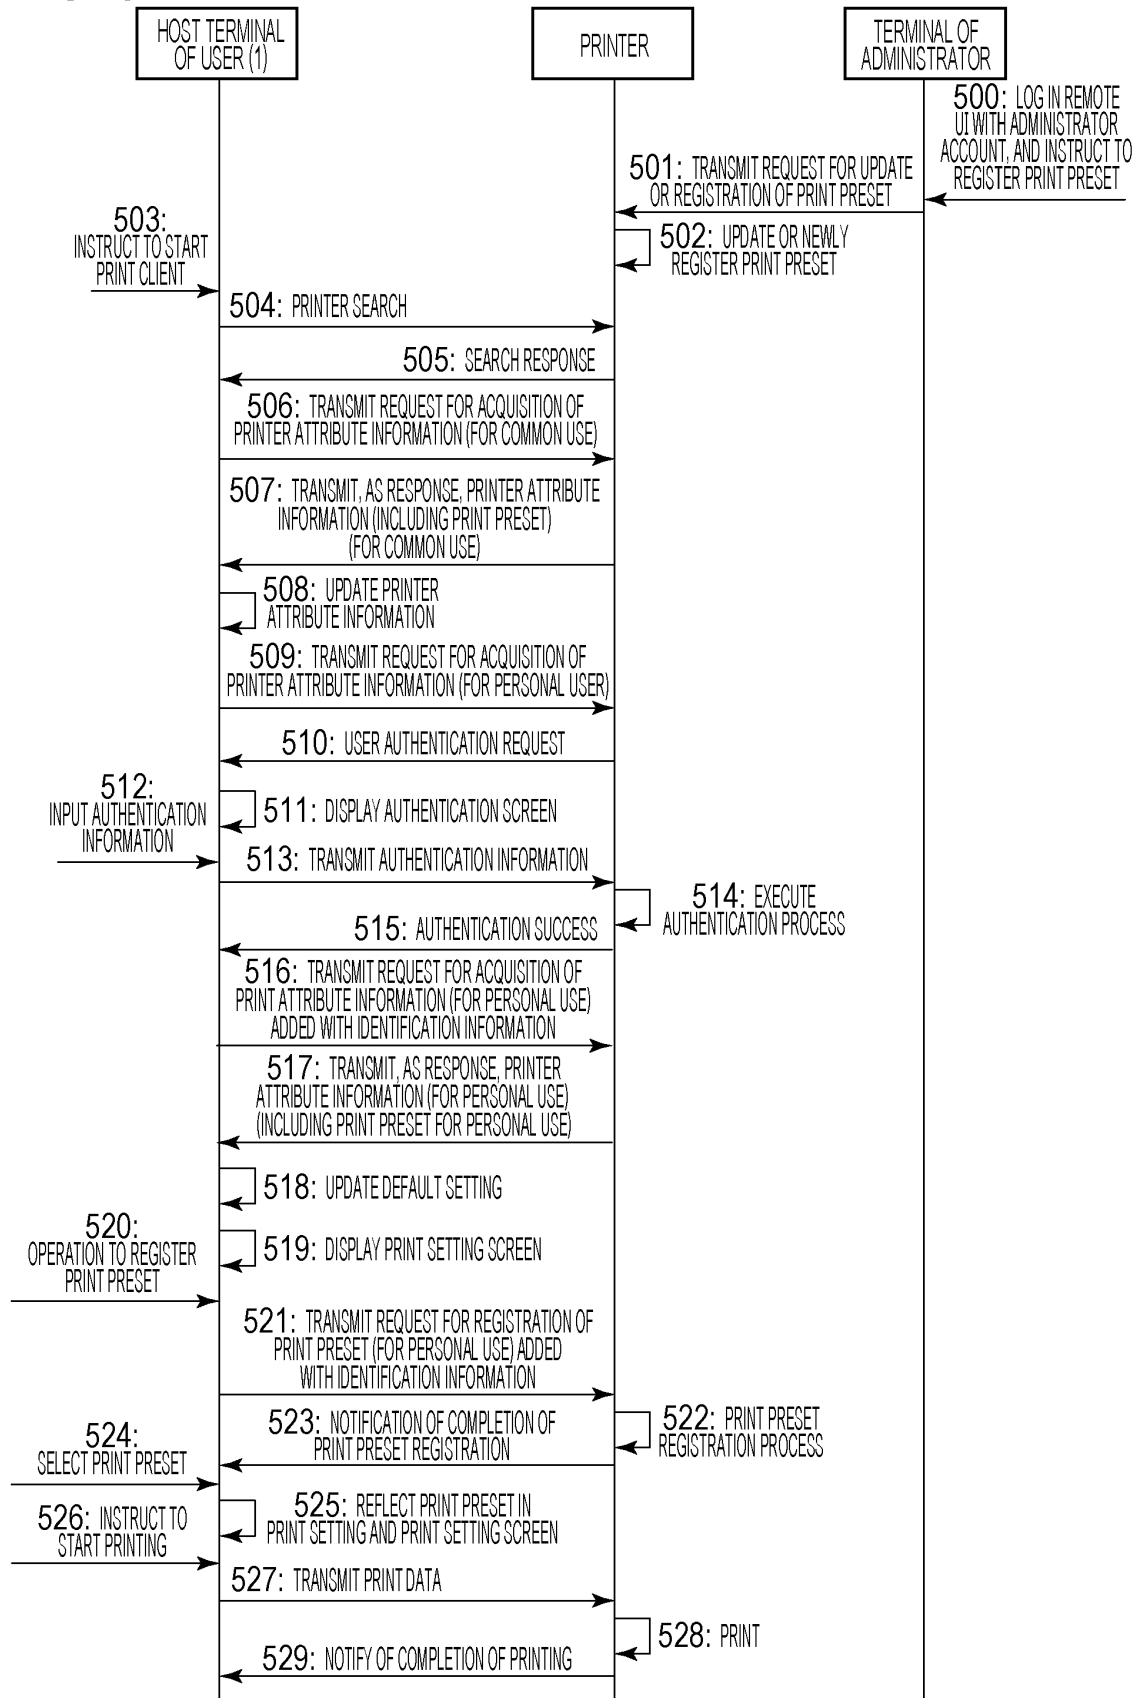 HOST TERMINAL
OF USER (1)
PRINTER
TERMINAL OF
ADMINISTRATOR
500: LOG IN REMOTE
UI WITH ADMINISTRATOR
ACCOUNT, AND INSTRUCT TO
REGISTER PRINT PRESET
501: TRANSMIT REQUEST FOR UPDATE
OR REGISTRATION OF PRINT PRESET
502: UPDATE OR NEWLY
REGISTER PRINT PRESET
503:
INSTRUCT TO START
PRINT CLIENT
504: PRINTER SEARCH
505: SEARCH RESPONSE
506: TRANSMIT REQUEST FOR ACQUISITION OF
PRINTER ATTRIBUTE INFORMATION (FOR COMMON USE)
507: TRANSMIT, AS RESPONSE, PRINTER ATTRIBUTE
INFORMATION (INCLUDING PRINT PRESET)
(FOR COMMON USE)
508: UPDATE PRINTER
ATTRIBUTE INFORMATION
509: TRANSMIT REQUEST FOR ACQUISITION OF
PRINTER ATTRIBUTE INFORMATION (FOR PERSONAL USER)
510: USER AUTHENTICATION REQUEST
511: DISPLAY AUTHENTICATION SCREEN
512:
INPUT AUTHENTICATION
INFORMATION
513: TRANSMIT AUTHENTICATION INFORMATION
514: EXECUTE
AUTHENTICATION PROCESS
515: AUTHENTICATION SUCCESS
516: TRANSMIT REQUEST FOR ACQUISITION OF
PRINT ATTRIBUTE INFORMATION (FOR PERSONAL USE)
ADDED WITH IDENTIFICATION INFORMATION
517: TRANSMIT, AS RESPONSE, PRINTER
ATTRIBUTE INFORMATION (FOR PERSONAL USE)
(INCLUDING PRINT PRESET FOR PERSONAL USE)
518: UPDATE DEFAULT SETTING
519: DISPLAY PRINT SETTING SCREEN
520:
OPERATION TO REGISTER
PRINT PRESET
521: TRANSMIT REQUEST FOR REGISTRATION OF
PRINT PRESET (FOR PERSONAL USE) ADDED
WITH IDENTIFICATION INFORMATION
522: PRINT PRESET
REGISTRATION PROCESS
523: NOTIFICATION OF COMPLETION OF
PRINT PRESET REGISTRATION
524:
SELECT PRINT PRESET
525: REFLECT PRINT PRESET IN
PRINT SETTING AND PRINT SETTING SCREEN
526: INSTRUCT TO
START PRINTING
527: TRANSMIT PRINT DATA
528: PRINT
529: NOTIFY OF COMPLETION OF PRINTING